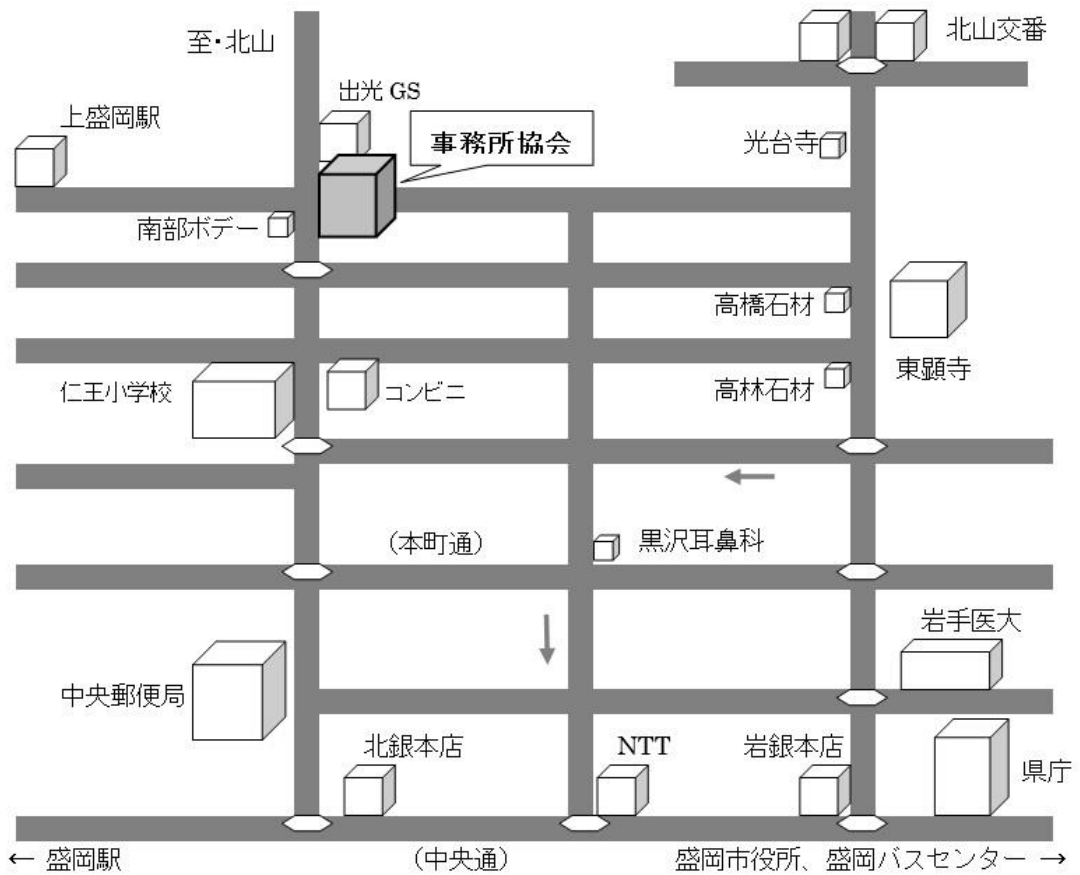 至・北山
北山交番
出光 GS
上盛岡駅
事務所協会
光台寺
南部ボデー
高橋石材
東顕寺
仁王小学校
コンビニ
高林石材
(本町通)
黒沢耳鼻科
岩手医大
中央郵便局
北銀本店
NTT
岩銀本店
県庁
← 盛岡駅
(中央通)
盛岡市役所、盛岡バスセンター →